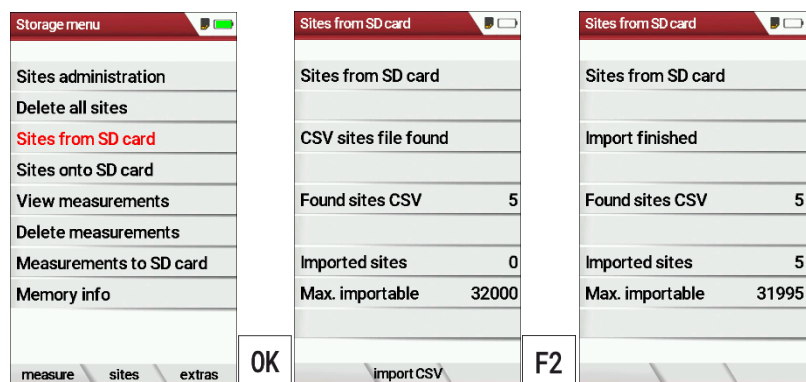 Storage menu
Sites administration
Delete all sites
Sites from SD card
Sites onto SD card
View measurements
Delete measurements
Measurements to SD card
Memory info
measure sites extras
OK
Sites from SD card
Sites from SD card
CSV sites file found
Found sites CSV 5
Imported sites 0
Max. importable 32000
import CSV
F2
Sites from SD card
Sites from SD card
Import finished
Found sites CSV 5
Imported sites 5
Max. importable 31995